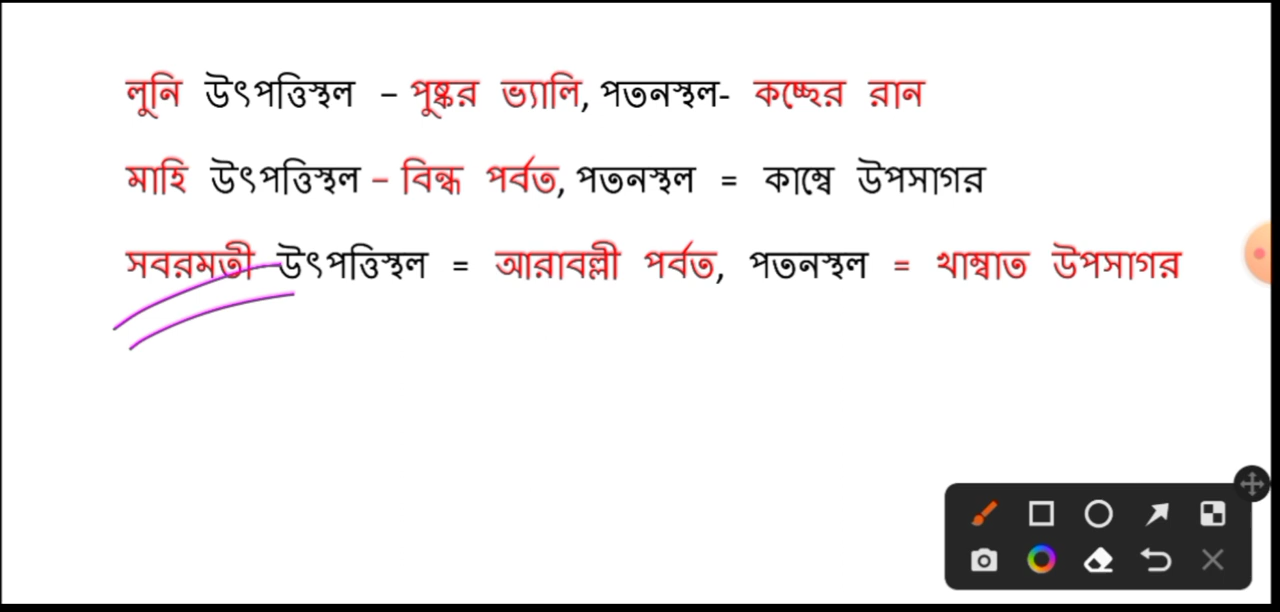 লুনি উৎপত্তিস্থল – পুষ্কর ভ্যালি, পতনস্থল- কচ্ছের রান
মাহি উৎপত্তিস্থল – বিন্ধ পর্বত, পতনস্থল = কাম্বে উপসাগর
সবরমতী উৎপত্তিস্থল = আরাবল্লী পর্বত, পতনস্থল = খাম্বাত উপসাগর